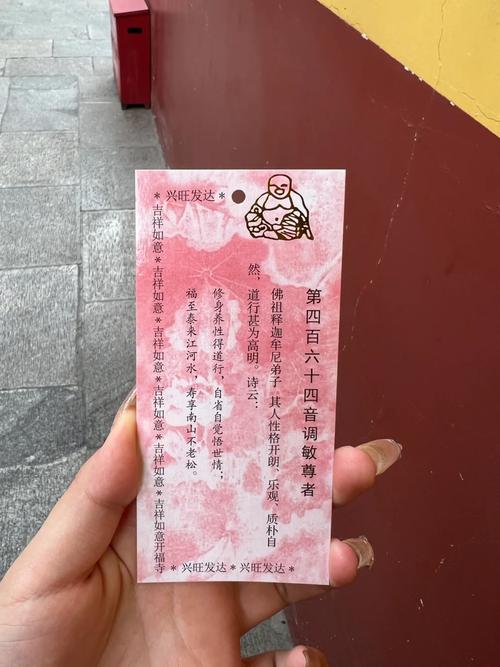 * 兴旺发达 *
第四百六十四音调敏尊者
佛祖释迦牟尼弟子 其人性格开朗、乐观、质朴自
然，道行甚为高明。诗云：
修身养性得道行，自省自觉悟世情；
福至泰来江河水，寿享南山不老松。
吉祥如意 * 吉祥如意 * 吉祥如意 * 吉祥如意 * 吉祥如意 * 吉祥如意开福寺
* 兴旺发达 * 兴旺发达 *